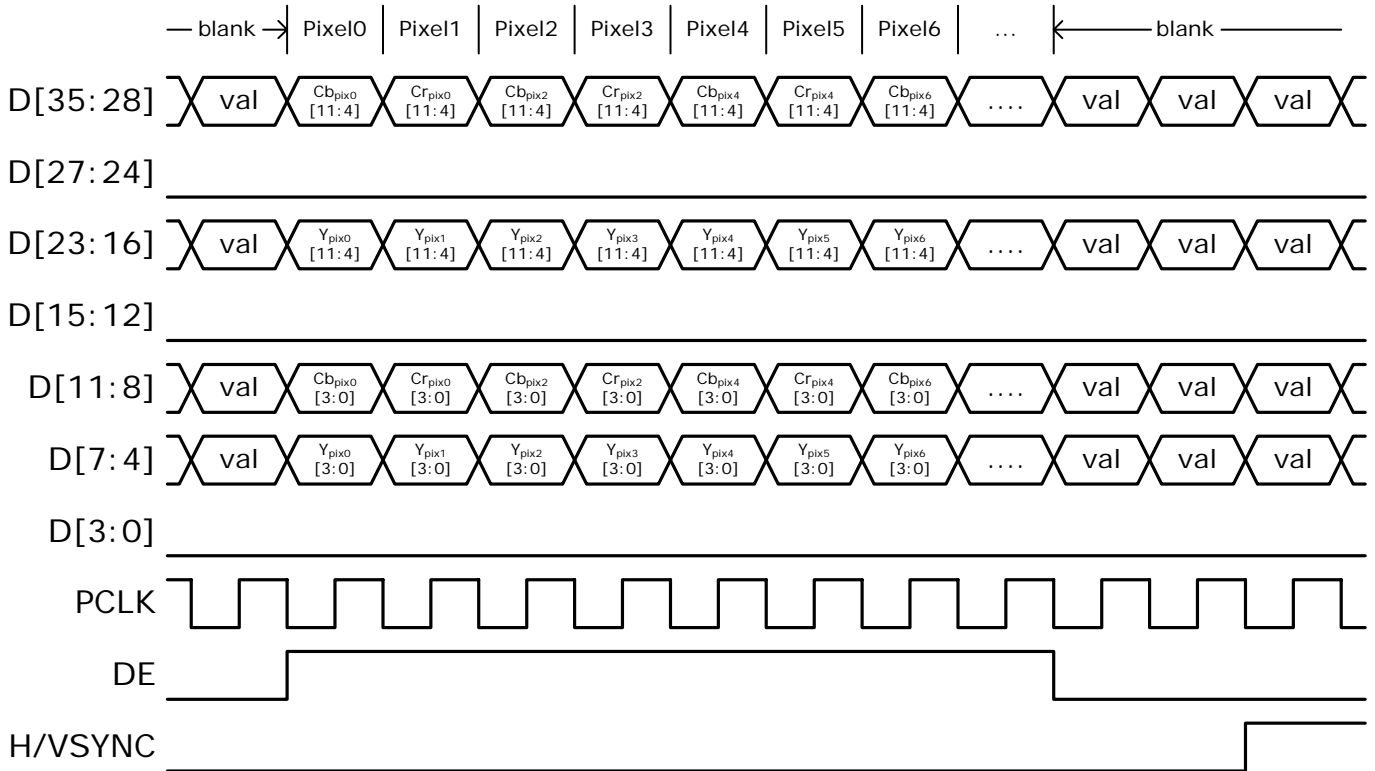 blank Pixel0 Pixel1 Pixel2 Pixel3 Pixel4 Pixel5 Pixel6 ... blank
D[35:28] val Cbpix0 [11:4] Crpix0 [11:4] Cbpix2 [11:4] Crpix2 [11:4] Cbpix4 [11:4] Crpix4 [11:4] Cbpix6 [11:4] .... val val val
D[27:24]
D[23:16] val Ypix0 [11:4] Ypix1 [11:4] Ypix2 [11:4] Ypix3 [11:4] Ypix4 [11:4] Ypix5 [11:4] Ypix6 [11:4] .... val val val
D[15:12]
D[11:8] val Cbpix0 [3:0] Crpix0 [3:0] Cbpix2 [3:0] Crpix2 [3:0] Cbpix4 [3:0] Crpix4 [3:0] Cbpix6 [3:0] .... val val val
D[7:4] val Ypix0 [3:0] Ypix1 [3:0] Ypix2 [3:0] Ypix3 [3:0] Ypix4 [3:0] Ypix5 [3:0] Ypix6 [3:0] .... val val val
D[3:0]
PCLK
DE
H/VSYNC